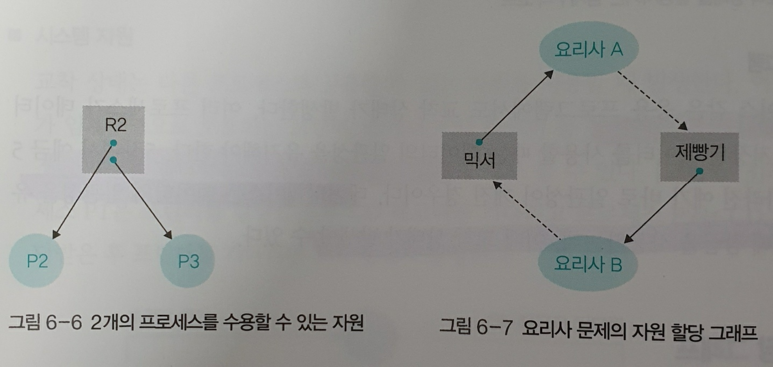 R2
P2
P3
그림 6-6 2개의 프로세스를 수용할 수 있는 자원
요리사 A
믹서
제빵기
요리사 B
그림 6-7 요리사 문제의 자원 할당 그래프